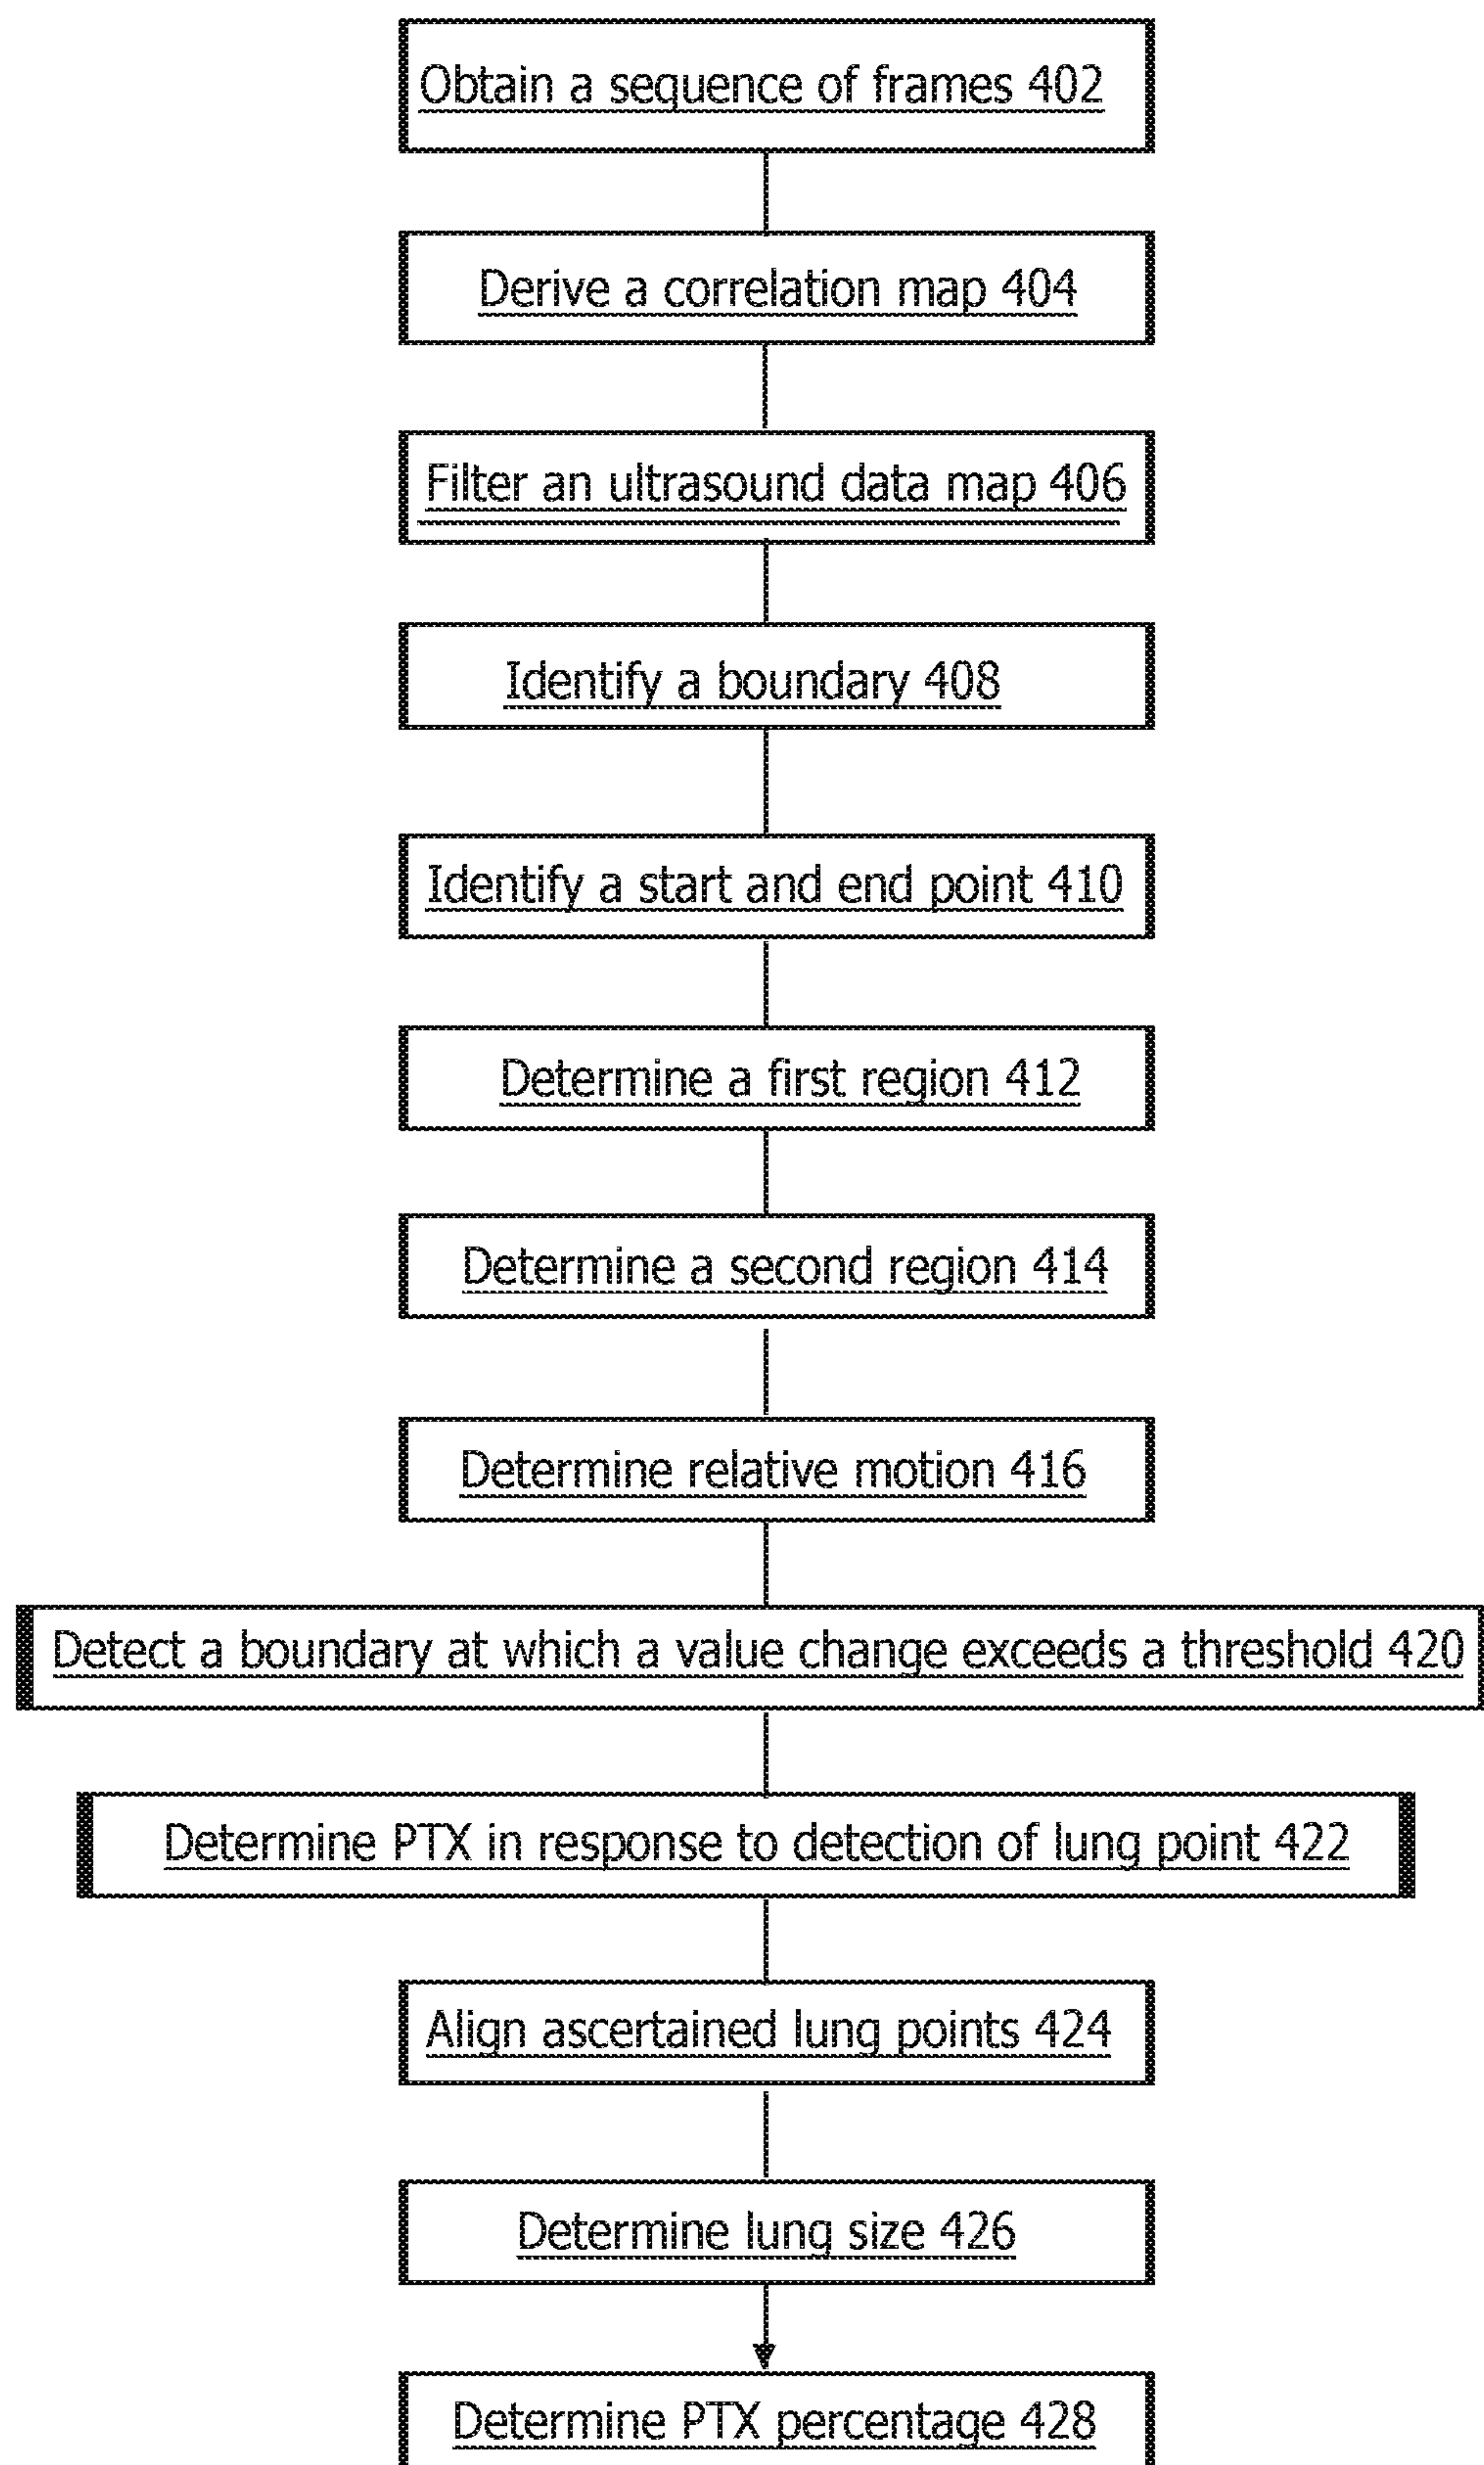 Obtain a sequence of frames 402
Derive a correlation map 404
Filter an ultrasound data map 406
Identify a boundary 408
Identify a start and end point 410
Determine a first region 412
Determine a second region 414
Determine relative motion 416
Detect a boundary at which a value change exceeds a threshold 420
Determine PTX in response to detection of lung point 422
Align ascertained lung points 424
Determine lung size 426
Determine PTX percentage 428